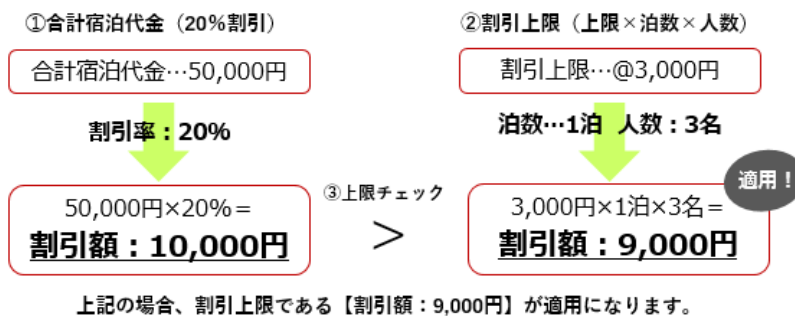 ①合計宿泊代金（20％割引）
合計宿泊代金…50,000円
割引率：20%
50,000円×20%＝
割引額：10,000円
③上限チェック
＞
②割引上限（上限×泊数×人数）
割引上限…@3,000円
泊数…1泊 人数：3名
適用！
3,000円×1泊×3名＝
割引額：9,000円
上記の場合、割引上限である【割引額：9,000円】が適用になります。